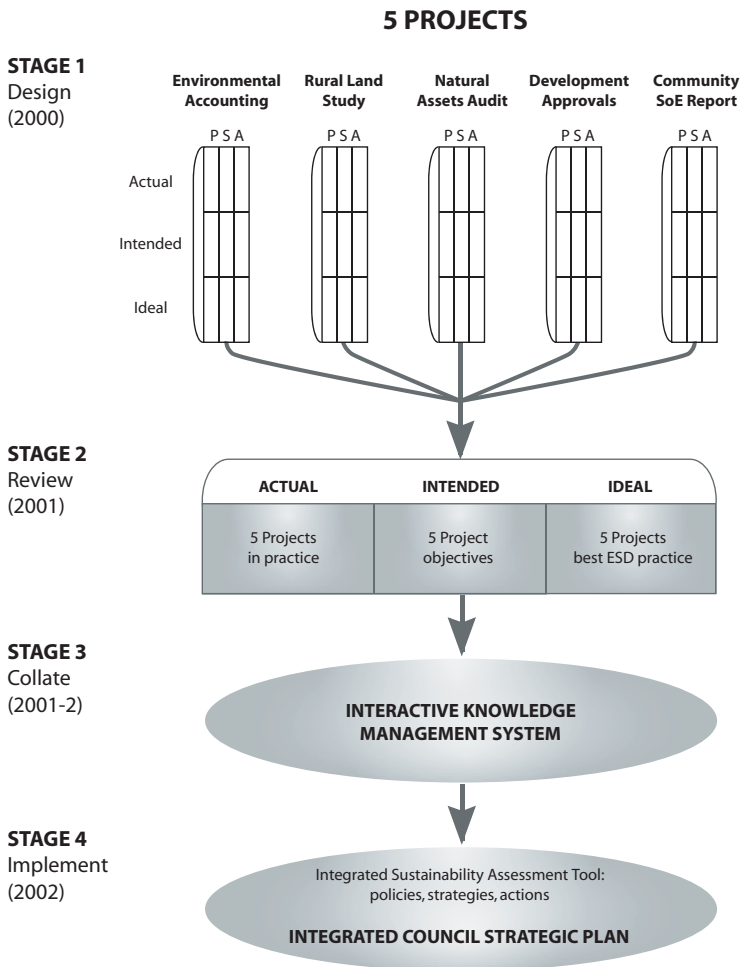 5 PROJECTS
STAGE 1
Design
(2000)
Environmental
Accounting
Rural Land
Study
Natural
Assets Audit
Development
Approvals
Community
SoE Report
P S A
P S A
P S A
P S A
P S A
Actual
Intended
Ideal
STAGE 2
Review
(2001)
ACTUAL
INTENDED
IDEAL
5 Projects
in practice
5 Project
objectives
5 Projects
best ESD practice
STAGE 3
Collate
(2001-2)
INTERACTIVE KNOWLEDGE
MANAGEMENT SYSTEM
STAGE 4
Implement
(2002)
Integrated Sustainability Assessment Tool:
policies, strategies, actions
INTEGRATED COUNCIL STRATEGIC PLAN